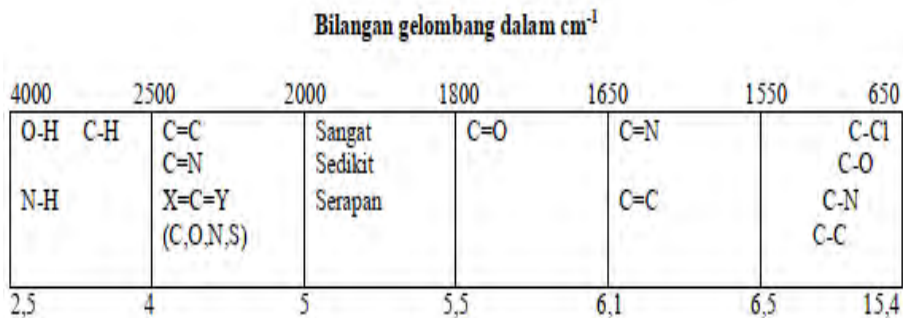 Bilangan gelombang dalam cm⁻¹
4000 2500 2000 1800 1650 1550 650
O-H C-H C=C Sangat C=O C=N C-Cl
C=N Sedikit C-O
N-H X=C=Y Serapan C=C C-N
(C,O,N,S) C-C
2,5 4 5 5,5 6,1 6,5 15,4